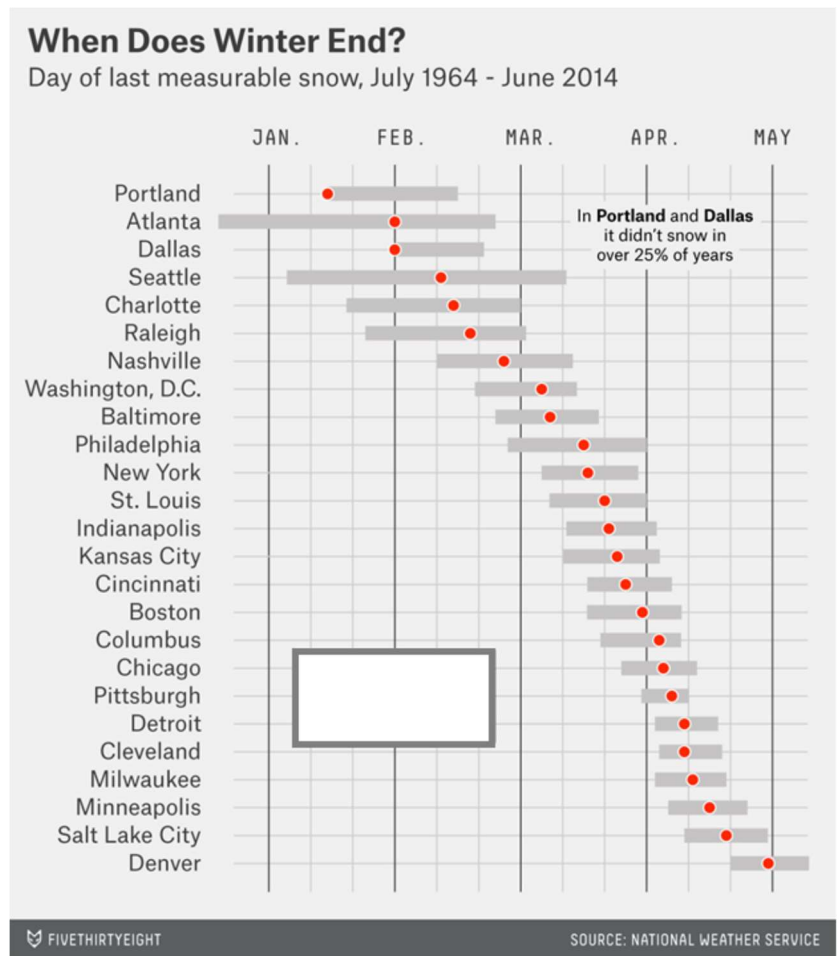 When Does Winter End?
Day of last measurable snow, July 1964 - June 2014
JAN. FEB. MAR. APR. MAY
Portland
Atlanta
In Portland and Dallas
it didn't snow in
over 25% of years
Dallas
Seattle
Charlotte
Raleigh
Nashville
Washington, D.C.
Baltimore
Philadelphia
New York
St. Louis
Indianapolis
Kansas City
Cincinnati
Boston
Columbus
Chicago
Pittsburgh
Detroit
Cleveland
Milwaukee
Minneapolis
Salt Lake City
Denver
FIVETHIRTYEIGHT
SOURCE: NATIONAL WEATHER SERVICE